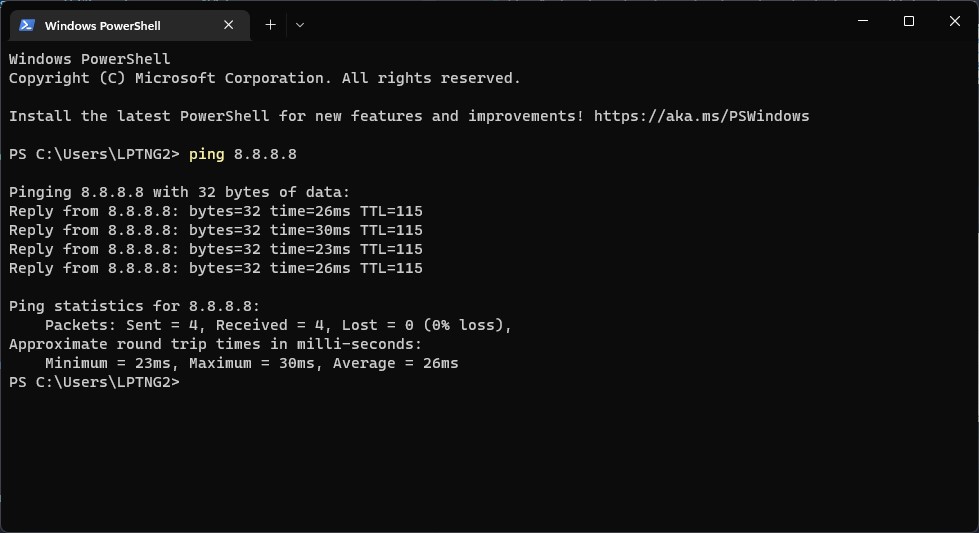 Windows PowerShell
Windows PowerShell
Copyright (C) Microsoft Corporation. All rights reserved.
Install the latest PowerShell for new features and improvements! https://aka.ms/PSWindows
PS C:\Users\LPTNG2> ping 8.8.8.8
Pinging 8.8.8.8 with 32 bytes of data:
Reply from 8.8.8.8: bytes=32 time=26ms TTL=115
Reply from 8.8.8.8: bytes=32 time=30ms TTL=115
Reply from 8.8.8.8: bytes=32 time=23ms TTL=115
Reply from 8.8.8.8: bytes=32 time=26ms TTL=115
Ping statistics for 8.8.8.8:
    Packets: Sent = 4, Received = 4, Lost = 0 (0% loss),
Approximate round trip times in milli-seconds:
    Minimum = 23ms, Maximum = 30ms, Average = 26ms
PS C:\Users\LPTNG2>